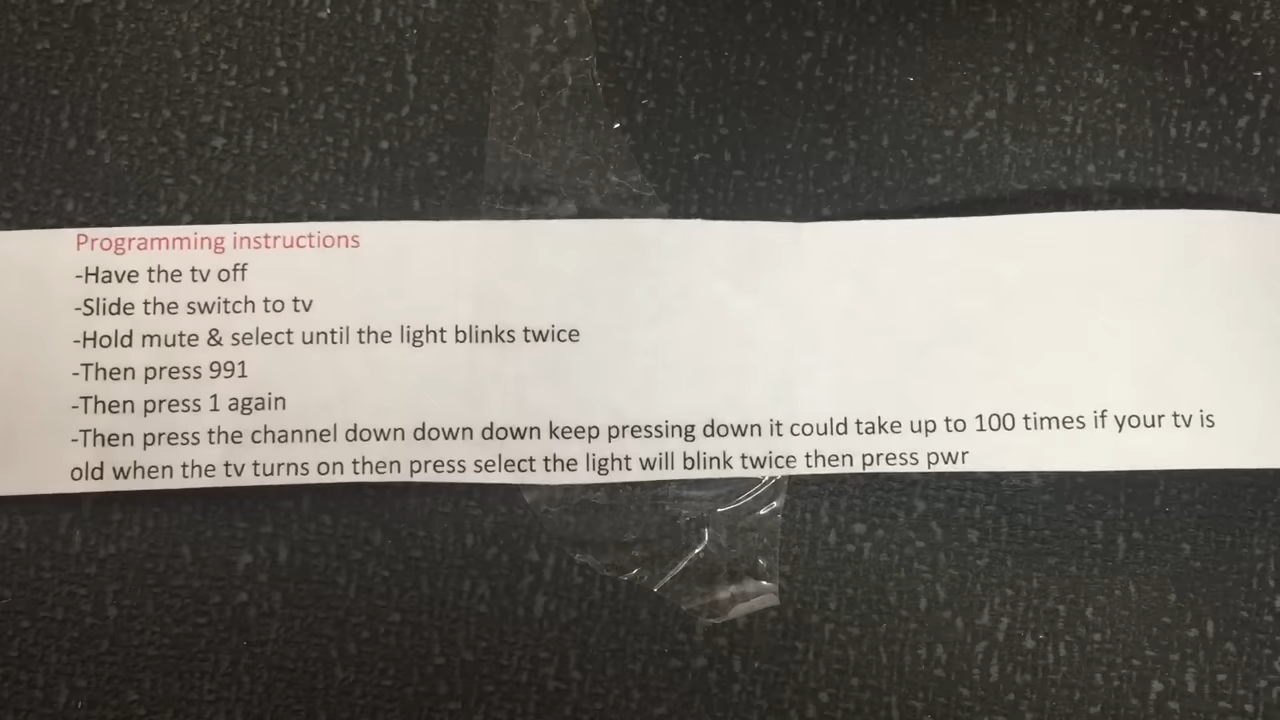 Programming instructions
-Have the tv off
-Slide the switch to tv
-Hold mute & select until the light blinks twice
-Then press 991
-Then press 1 again
-Then press the channel down down down keep pressing down it could take up to 100 times if your tv is
old when the tv turns on then press select the light will blink twice then press pwr